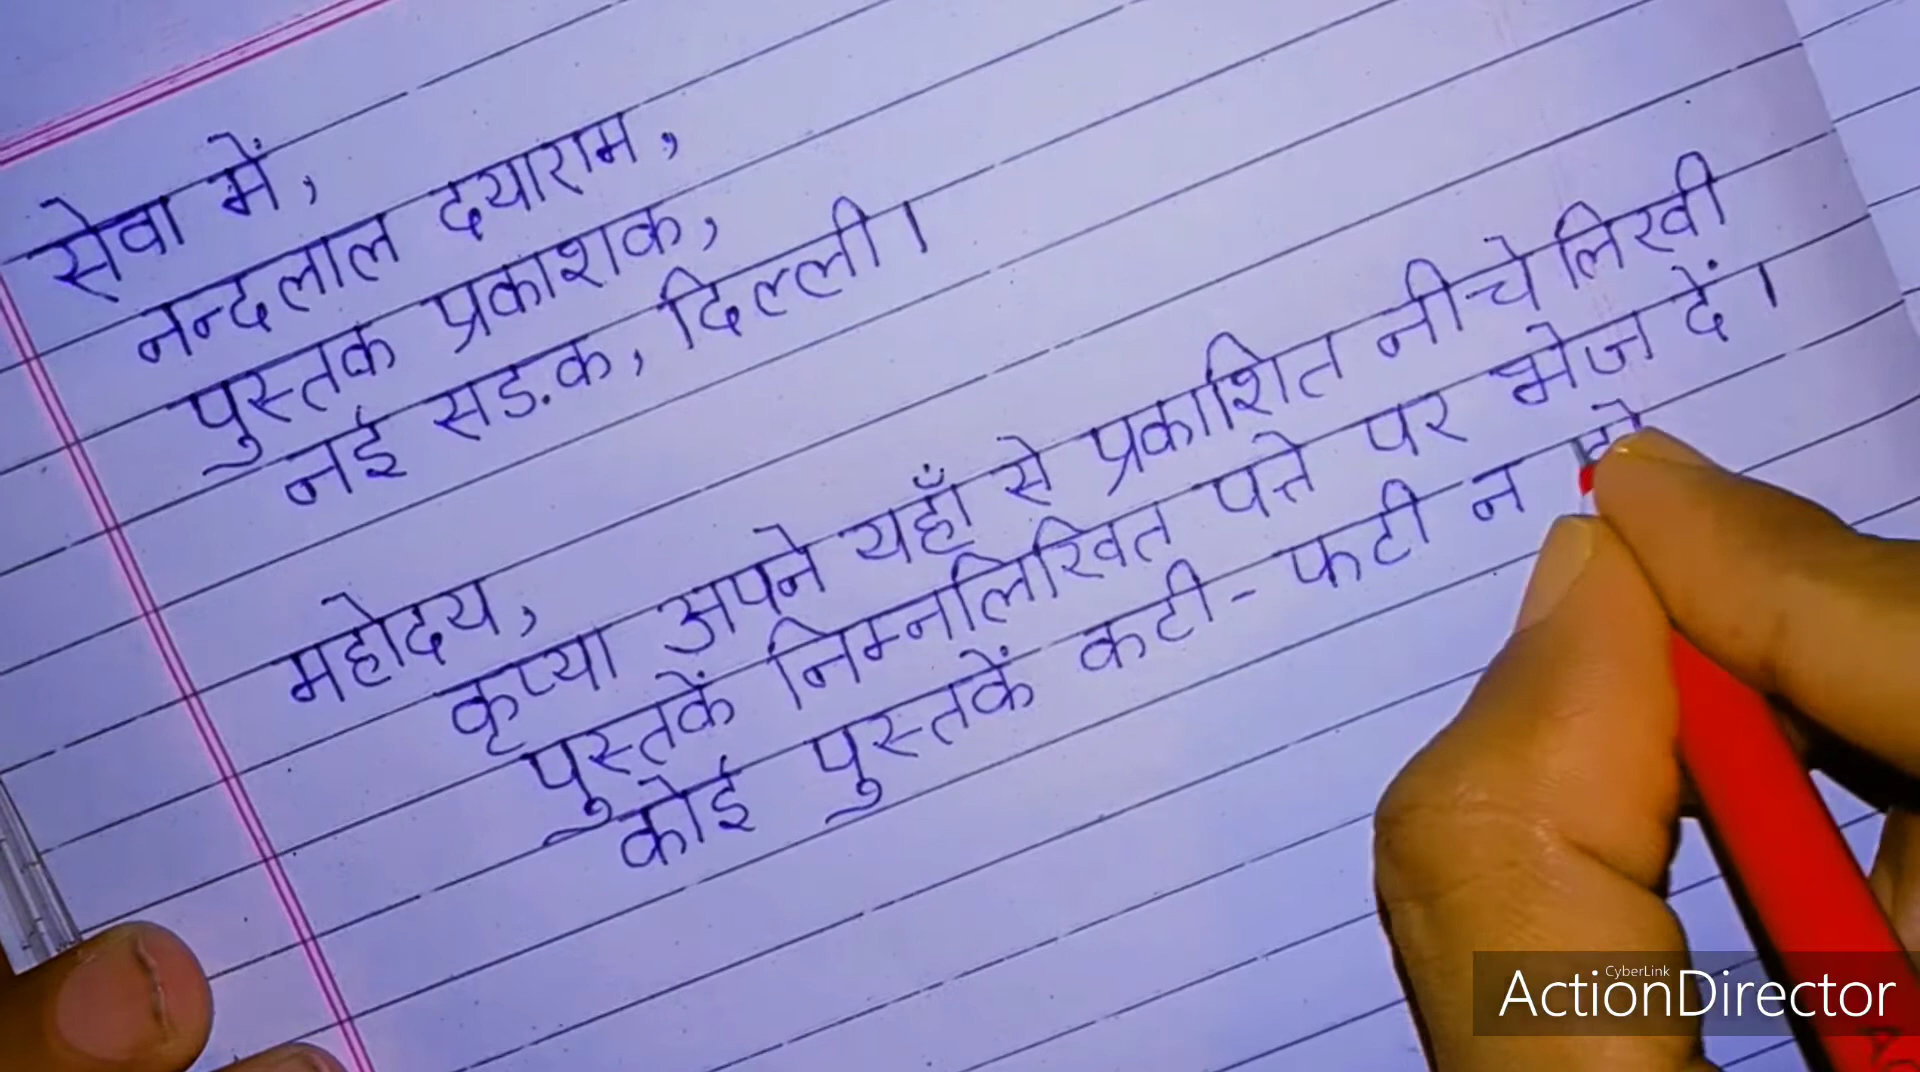 सेवा में,
नन्दलाल दयाराम,
पुस्तक प्रकाशक,
नई सड़क, दिल्ली।
महोदय,
कृप्या अपने यहाँ से प्रकाशित नीचे लिखी
पुस्तकें निम्नलिखित पत्ते पर भेज दें।
कोई पुस्तकें कटी-फटी न
CyberLink
ActionDirector